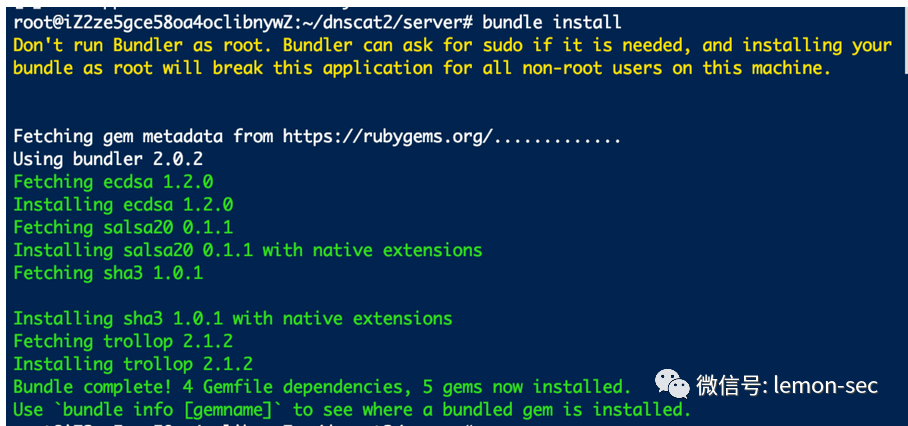 root@iZ2ze5gce58oa4oclibnywZ:~/dnscat2/server# bundle install
Don't run Bundler as root. Bundler can ask for sudo if it is needed, and installing your
bundle as root will break this application for all non-root users on this machine.
Fetching gem metadata from https://rubygems.org/.............
Using bundler 2.0.2
Fetching ecdsa 1.2.0
Installing ecdsa 1.2.0
Fetching salsa20 0.1.1
Installing salsa20 0.1.1 with native extensions
Fetching sha3 1.0.1
Installing sha3 1.0.1 with native extensions
Fetching trollop 2.1.2
Installing trollop 2.1.2
Bundle complete! 4 Gemfile dependencies, 5 gems now installed.
微信号: lemon-sec
Use `bundle info [gemname]` to see where a bundled gem is installed.